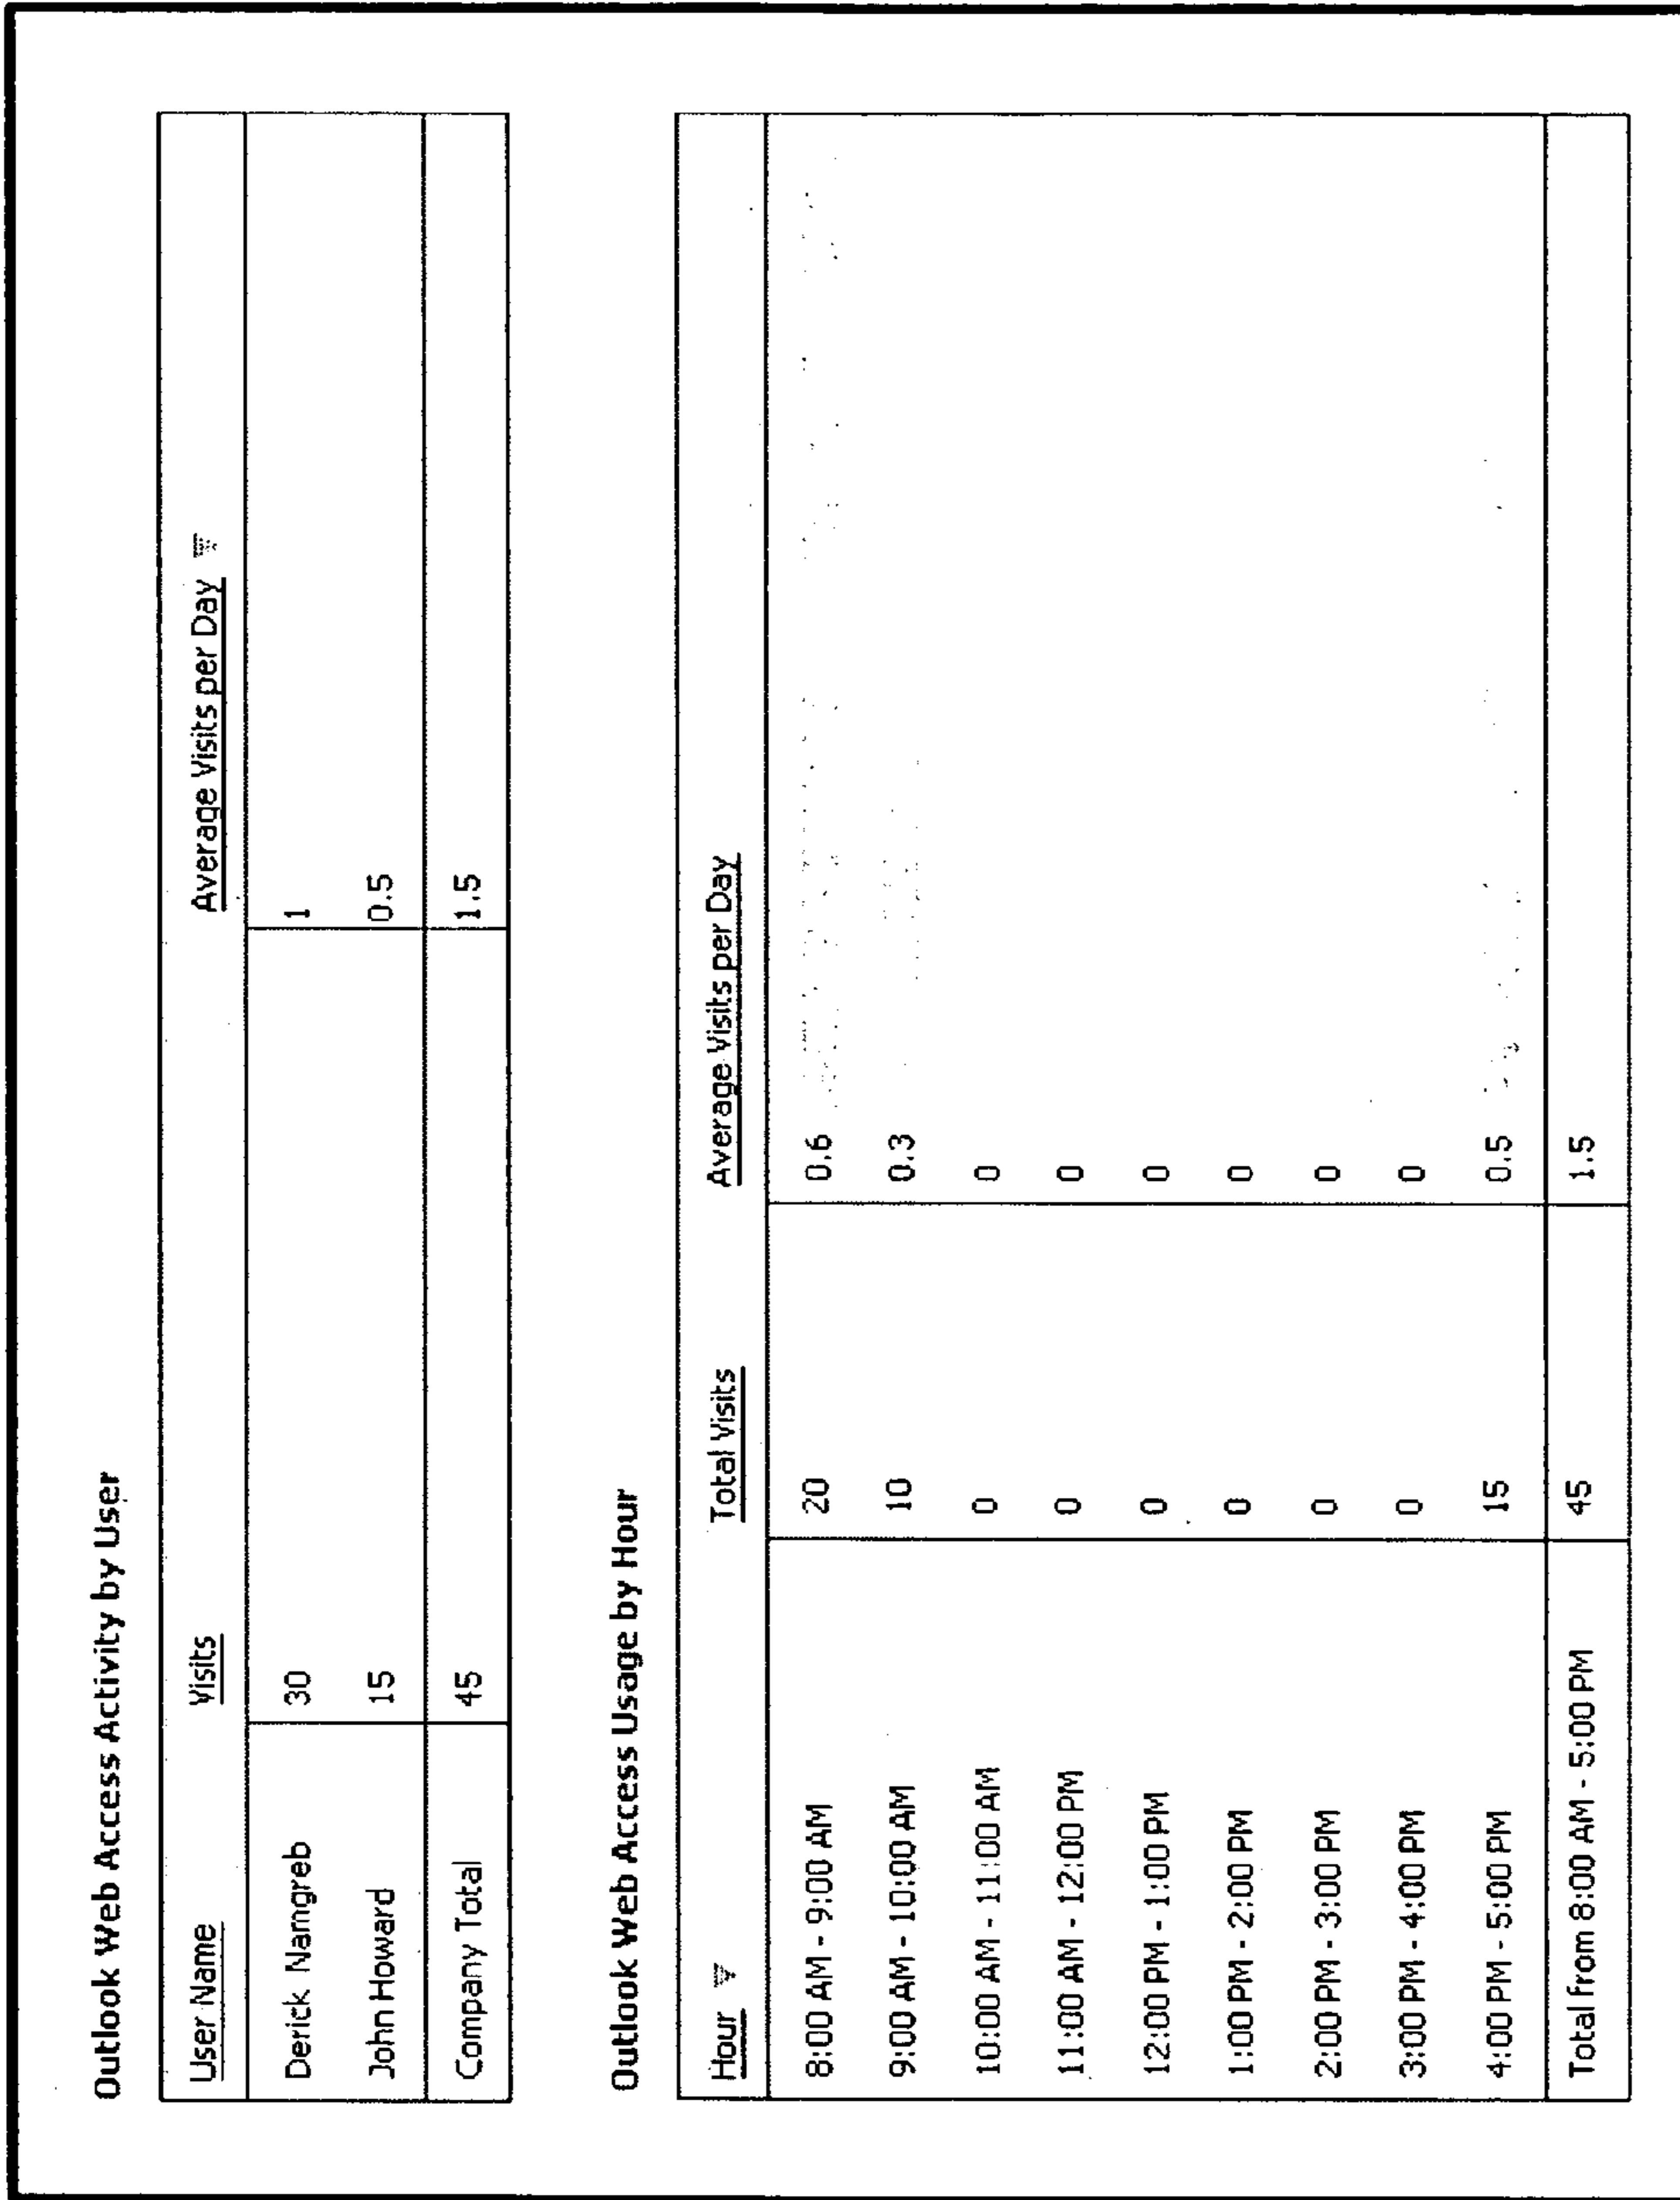 Outlook Web Access Activity by User
User Name Visits Average Visits per Day
Derick Namgreb 30 1
John Howard 15 0.5
Company Total 45 1.5
Outlook Web Access Usage by Hour
Hour Total Visits Average Visits per Day
8:00 AM - 9:00 AM 20 0.6
9:00 AM - 10:00 AM 10 0.3
10:00 AM - 11:00 AM 0 0
11:00 AM - 12:00 PM 0 0
12:00 PM - 1:00 PM 0 0
1:00 PM - 2:00 PM 0 0
2:00 PM - 3:00 PM 0 0
3:00 PM - 4:00 PM 0 0
4:00 PM - 5:00 PM 15 0.5
Total from 8:00 AM - 5:00 PM 45 1.5